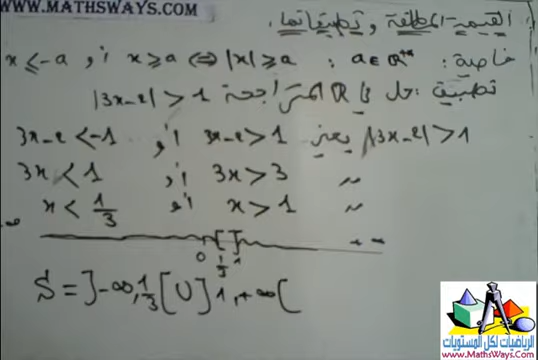 WWW.MATHSWAYS.COM
القيمة المطلقة و تطبيقاتها.
خاصية: a ∈ ℝ*⁺ : |x| ≥ a ⇔ x ≥ a أو x ≤ -a
تطبيق: حل في ℝ المتراجحة |3x-2| > 1
|3x-2| > 1 يعني 3x-2 > 1 أو 3x-2 < -1
〃 3x > 3 أو 3x < 1
〃 x > 1 أو x < 1/3
-∞ 0 1/3 1 +∞
S = ]-∞, 1/3[ U ]1, +∞[
الرياضيات لكل المستويات
www.MathsWays.Com